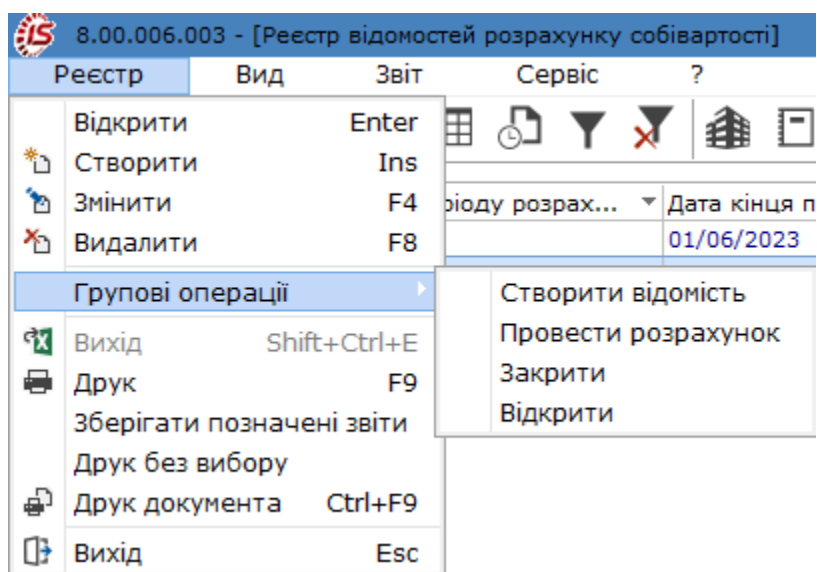 8.00.006.003 - [Реєстр відомостей розрахунку собівартості]
Реєстр Вид Звіт Сервіс ?
Відкрити Enter
Створити Ins
Змінити F4
Видалити F8
Групові операції
Вихід Shift+Ctrl+E
Друк F9
Зберігати позначені звіти
Друк без вибору
Друк документа Ctrl+F9
Вихід Esc
ріоду розрах... Дата кінця п
01/06/2023
Створити відомість
Провести розрахунок
Закрити
Відкрити